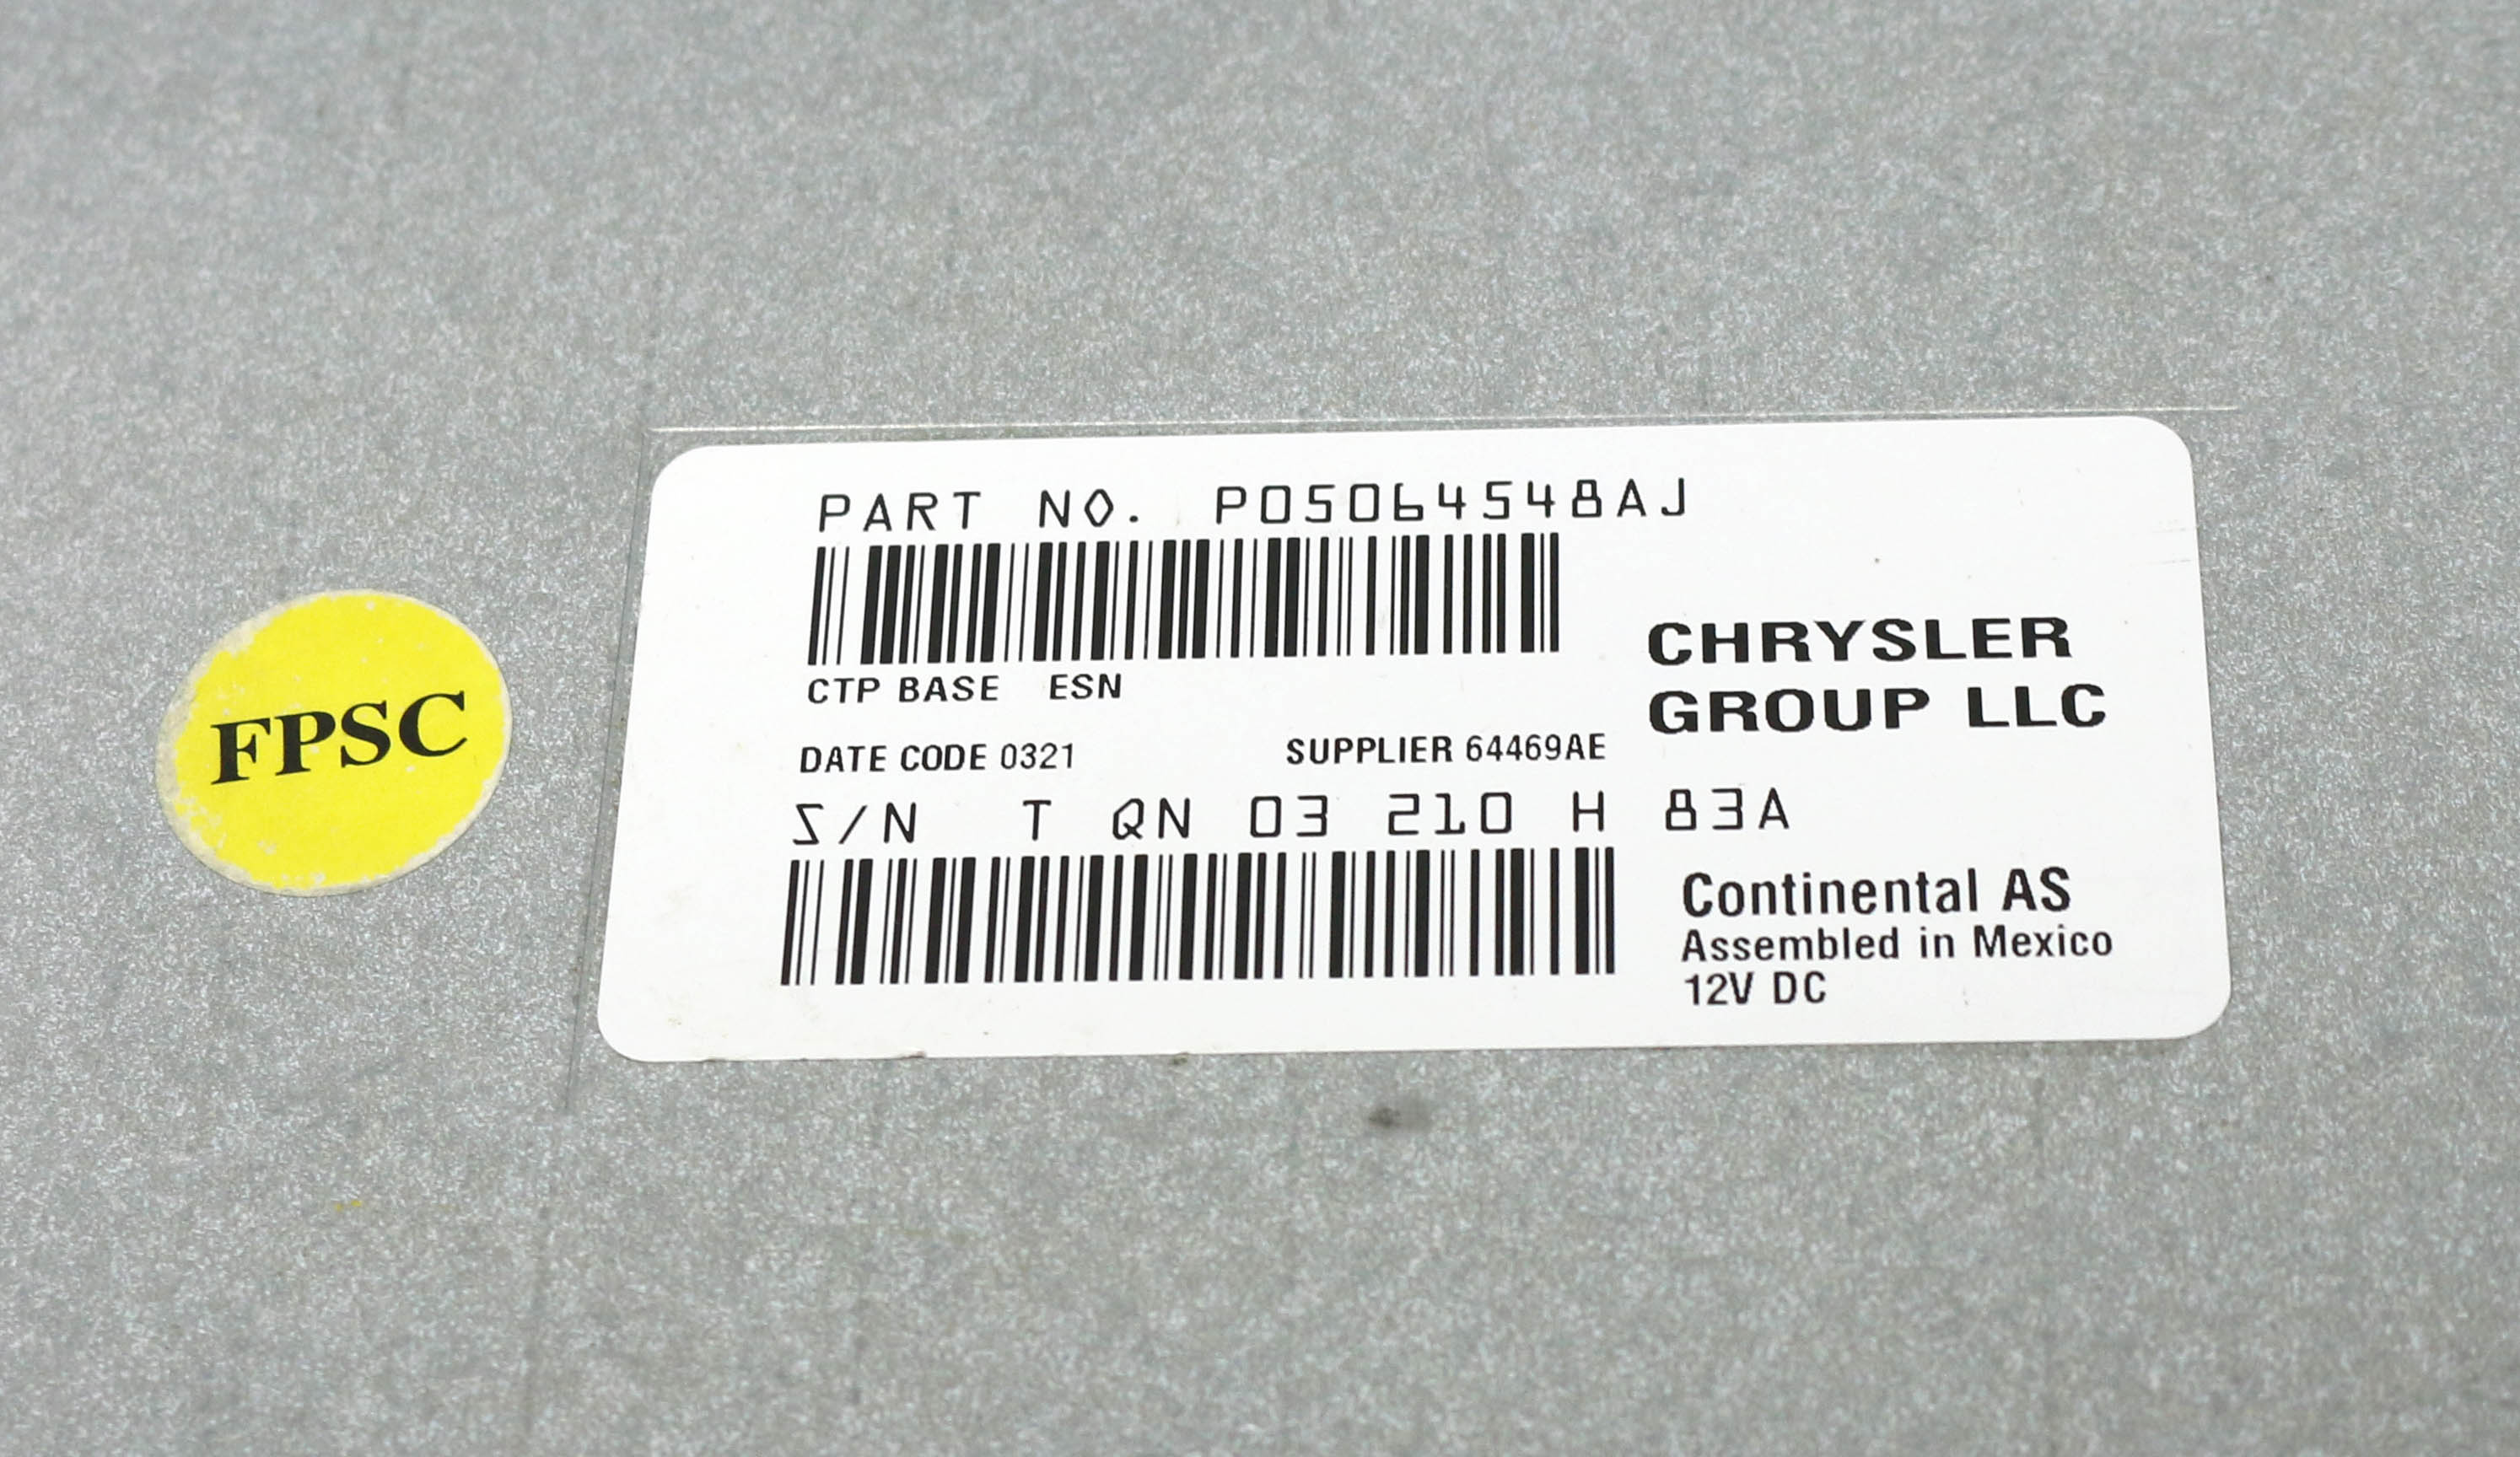 PART NO. P05064548AJ
CTP BASE ESN
CHRYSLER
GROUP LLC
DATE CODE 0321 SUPPLIER 64469AE
S/N T QN 03 210 H 83A
Continental AS
Assembled in Mexico
12V DC
FPSC